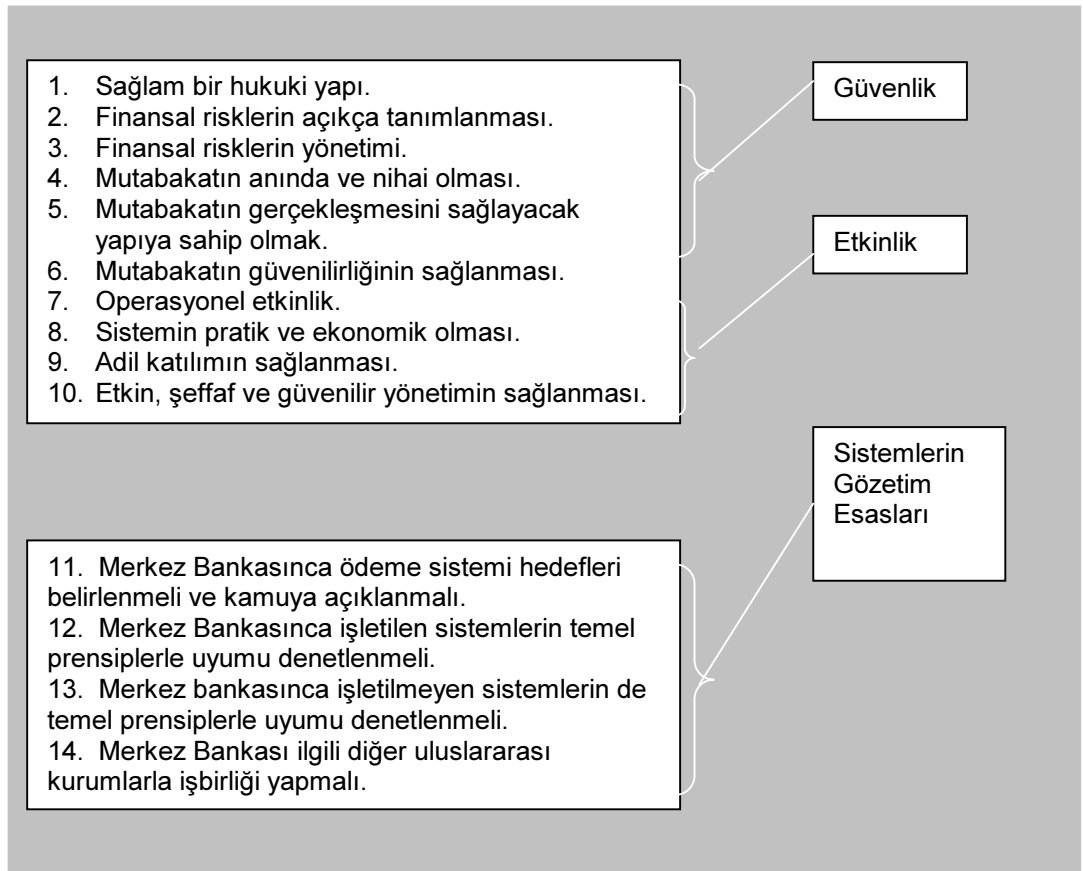 1. Sağlam bir hukuki yapı.
2. Finansal risklerin açıkça tanımlanması.
3. Finansal risklerin yönetimi.
4. Mutabakatın anında ve nihai olması.
5. Mutabakatın gerçekleşmesini sağlayacak
yapıya sahip olmak.
6. Mutabakatın güvenilirliğinin sağlanması.
7. Operasyonel etkinlik.
8. Sistemin pratik ve ekonomik olması.
9. Adil katılımın sağlanması.
10. Etkin, şeffaf ve güvenilir yönetimin sağlanması.
Güvenlik
Etkinlik
11. Merkez Bankasınca ödeme sistemi hedefleri
belirlenmeli ve kamuya açıklanmalı.
12. Merkez Bankasınca işletilen sistemlerin temel
prensiplerle uyumu denetlenmeli.
13. Merkez bankasınca işletilmeyen sistemlerin de
temel prensiplerle uyumu denetlenmeli.
14. Merkez Bankası ilgili diğer uluslararası
kurumlarla işbirliği yapmalı.
Sistemlerin
Gözetim
Esasları